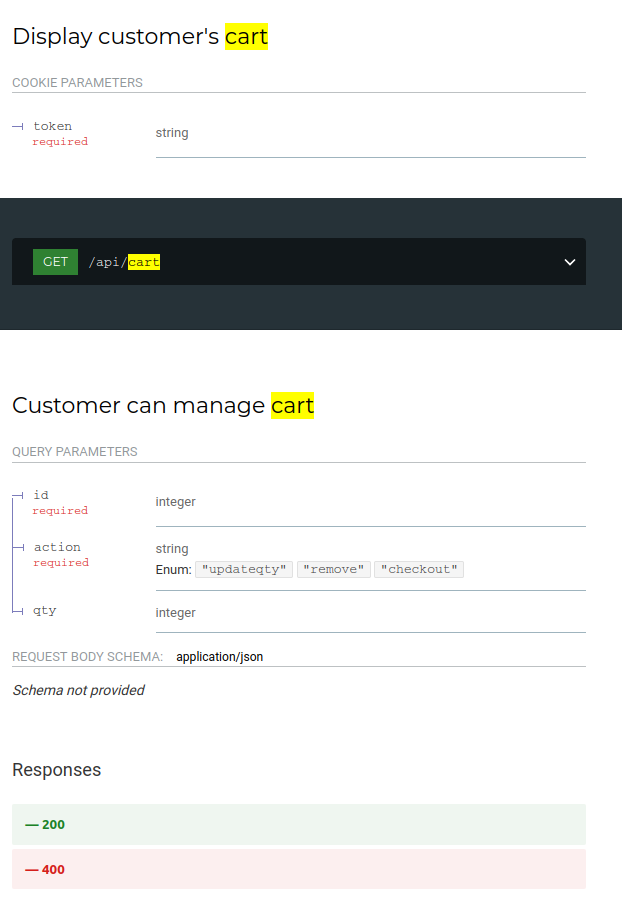 Display customer's cart
COOKIE PARAMETERS
token
required
string
GET /api/cart
Customer can manage cart
QUERY PARAMETERS
id
required
integer
action
required
string
Enum: "updateqty" "remove" "checkout"
qty
integer
REQUEST BODY SCHEMA: application/json
Schema not provided
Responses
— 200
— 400